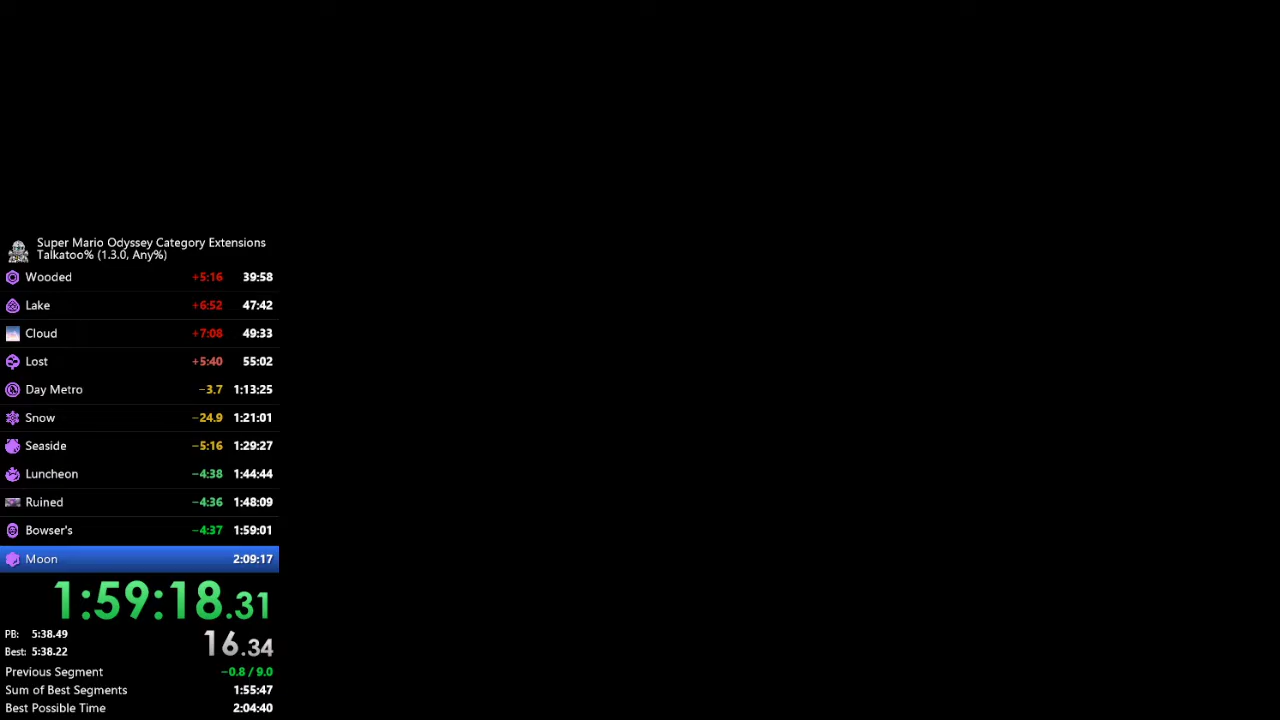 Super Mario Odyssey Category Extensions
Talkatoo% (1.3.0, Any%)
Wooded +5:16 39:58
Lake +6:52 47:42
Cloud +7:08 49:33
Lost +5:40 55:02
Day Metro −3.7 1:13:25
Snow −24.9 1:21:01
Seaside −5:16 1:29:27
Luncheon −4:38 1:44:44
Ruined −4:36 1:48:09
Bowser's −4:37 1:59:01
Moon 2:09:17
1:59:18.31
PB: 5:38.49 16.34
Best: 5:38.22
Previous Segment −0.8 / 9.0
Sum of Best Segments 1:55:47
Best Possible Time 2:04:40